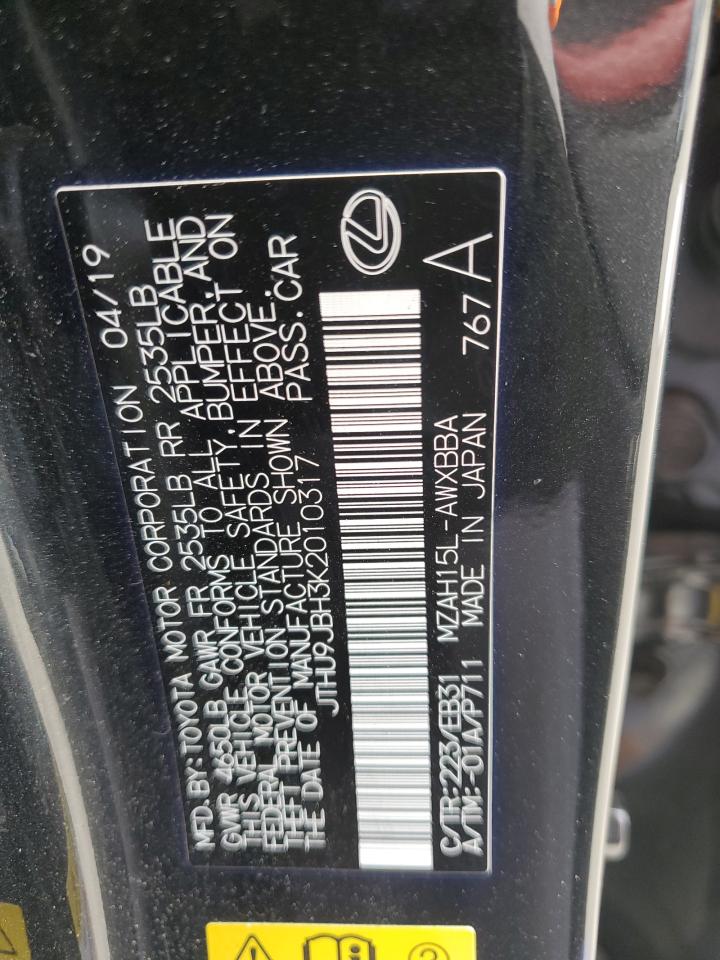 MFD. BY: TOYOTA MOTOR CORPORATION 04/19
GVWR 4650LB GAWR FR 2535LB RR 2535LB
THIS VEHICLE CONFORMS TO ALL APPLICABLE
FEDERAL MOTOR VEHICLE SAFETY, BUMPER, AND
THEFT PREVENTION STANDARDS IN EFFECT ON
THE DATE OF MANUFACTURE SHOWN ABOVE.
JTHU9JBH3K2010317 PASS. CAR
C/TR:223/EB31 MZAH15L-AWXBBA
A/TM:-01A/P711 MADE IN JAPAN 767 A